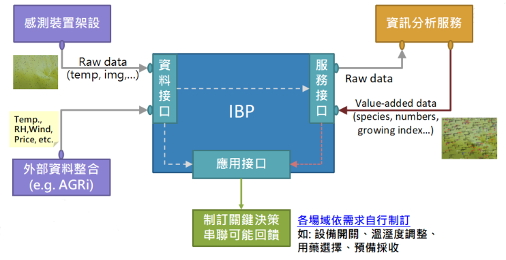 感測裝置架設
資訊分析服務
Raw data
(temp, img,...)
資料接口
IBP
服務接口
Raw data
Value-added data
(species, numbers,
growing index…)
Temp.,
RH,Wind,
Price, etc.
外部資料整合
(e.g. AGRi)
應用接口
制訂關鍵決策
串聯可能回饋
各場域依需求自行制訂
如: 設備開關、溫溼度調整、
用藥選擇、預備採收